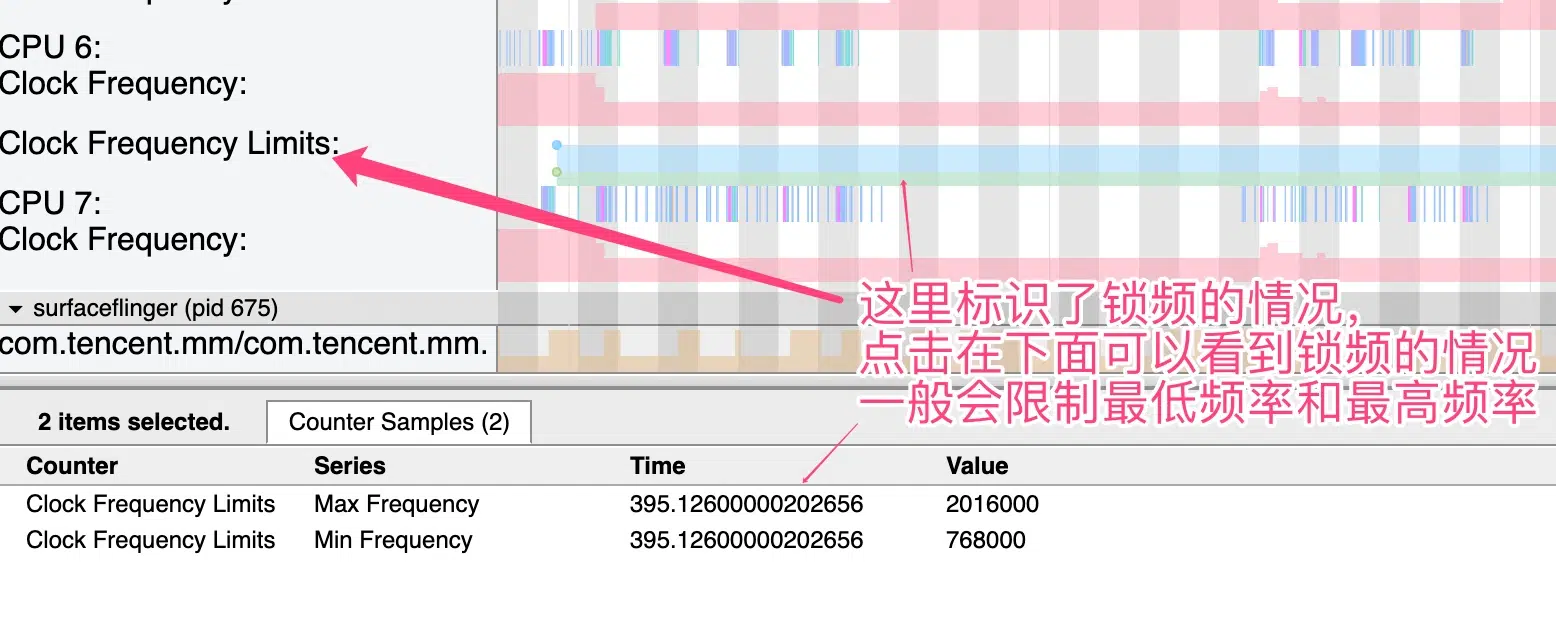 CPU 6:
Clock Frequency:
Clock Frequency Limits:
CPU 7:
Clock Frequency:
surfaceflinger (pid 675)
com.tencent.mm/com.tencent.mm.
这里标识了锁频的情况,
点击在下面可以看到锁频的情况
一般会限制最低频率和最高频率
2 items selected. Counter Samples (2)
Counter Series Time Value
Clock Frequency Limits Max Frequency 395.12600000202656 2016000
Clock Frequency Limits Min Frequency 395.12600000202656 768000